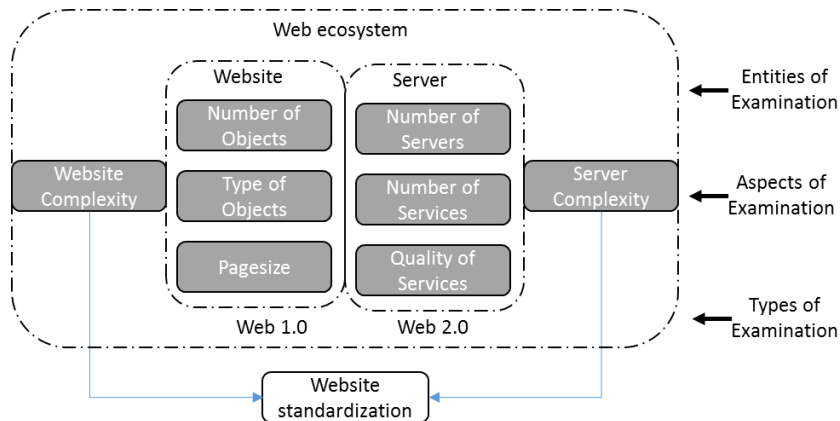 Web ecosystem
Website
Server
Number of
Objects
Number of
Servers
Entities of
Examination
Website
Complexity
Type of
Objects
Number of
Services
Server
Complexity
Aspects of
Examination
Pagesize
Quality of
Services
Web 1.0
Web 2.0
Types of
Examination
Website
standardization